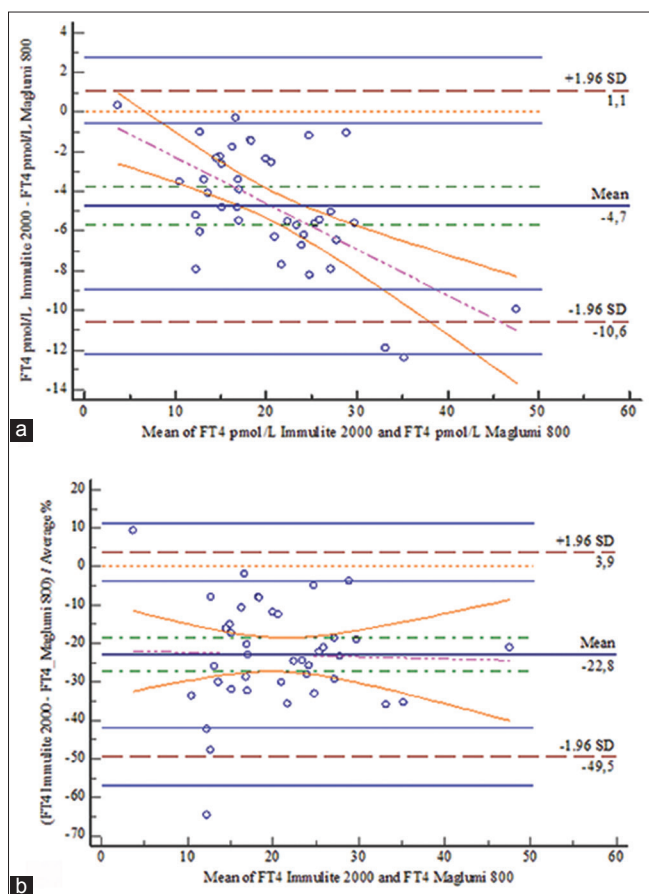 4
2
0
-2
-4
-6
-8
-10
-12
-14
FT4 pmol/L Immulite 2000 - FT4 pmol/L Maglumi 800
+1.96 SD
1,1
Mean
-4,7
-1.96 SD
-10,6
0 10 20 30 40 50 60
Mean of FT4 pmol/L Immulite 2000 and FT4 pmol/L Maglumi 800
a
20
10
0
-10
-20
-30
-40
-50
-60
-70
(FT4 Immulite 2000 - FT4_Maglumi 800) / Average %
+1.96 SD
3,9
Mean
-22,8
-1.96 SD
-49,5
0 10 20 30 40 50 60
Mean of FT4 Immulite 2000 and FT4 Maglumi 800
b